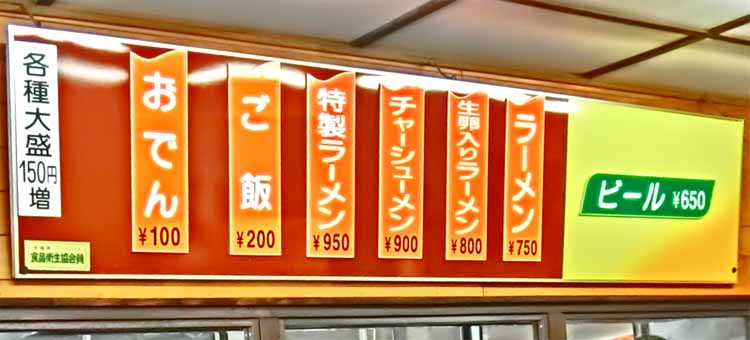 各種大盛150円増
おでん
¥100
ご飯
¥200
特製ラーメン
¥950
チャーシューメン
¥900
生卵入りラーメン
¥800
ラーメン
¥750
ビール ¥650
食品衛生協会員